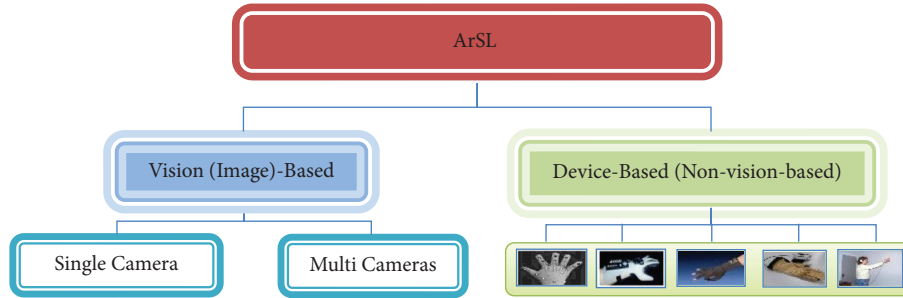 ArSL
Vision (Image)-Based
Device-Based (Non-vision-based)
Single Camera
Multi Cameras